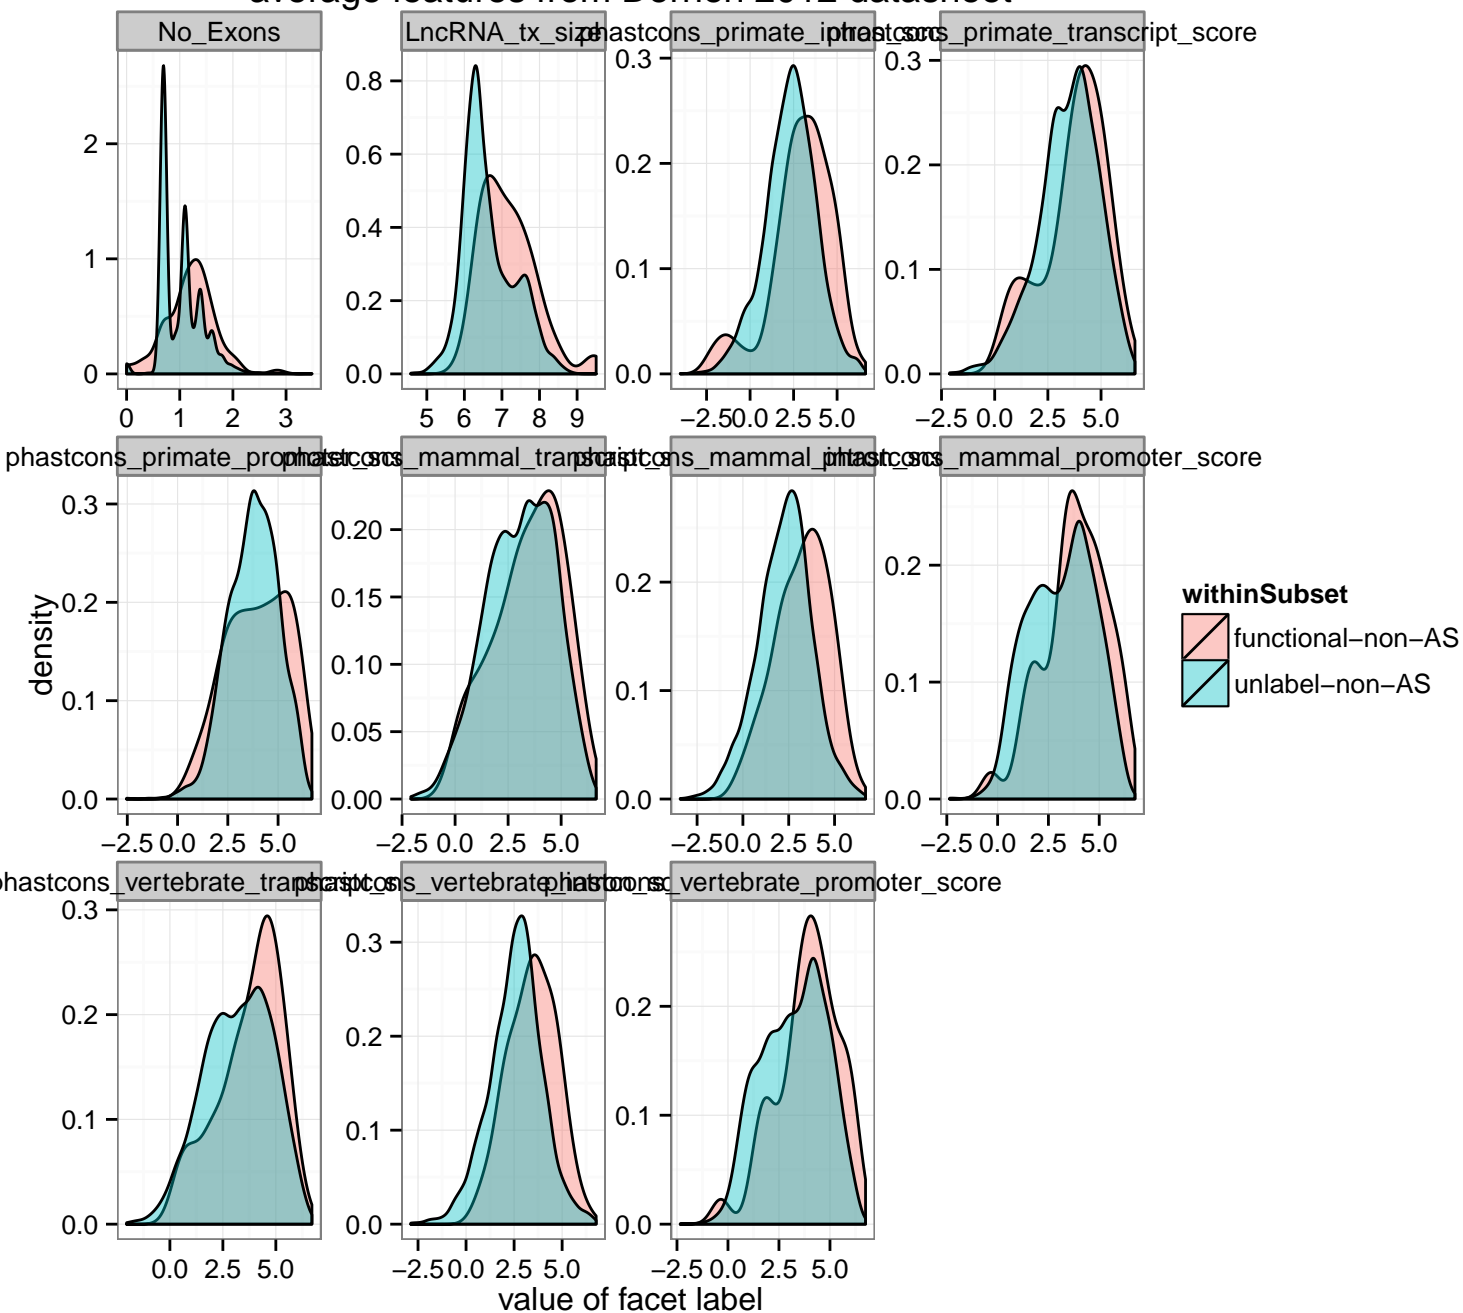 average features from Derrien 2012 datasheet
No_Exons
LncRNA_tx_size
phastcons_primate_intron_score
phastcons_primate_transcript_score
0 1 2
0 1 2 3
0.0 0.2 0.4 0.6 0.8
5 6 7 8 9
0.0 0.1 0.2 0.3
−2.5 0.0 2.5 5.0
0.0 0.1 0.2 0.3
−2.5 0.0 2.5 5.0
phastcons_primate_promoter_score
phastcons_mammal_transcript_score
phastcons_mammal_intron_score
phastcons_mammal_promoter_score
0.0 0.1 0.2 0.3
−2.5 0.0 2.5 5.0
0.00 0.05 0.10 0.15 0.20
−2.5 0.0 2.5 5.0
0.0 0.1 0.2
−2.5 0.0 2.5 5.0
0.0 0.1 0.2
−2.5 0.0 2.5 5.0
phastcons_vertebrate_transcript_score
phastcons_vertebrate_intron_score
phastcons_vertebrate_promoter_score
0.0 0.1 0.2 0.3
0.0 2.5 5.0
0.0 0.1 0.2 0.3
−2.5 0.0 2.5 5.0
0.0 0.1 0.2
−2.5 0.0 2.5 5.0
density
value of facet label
withinSubset
functional−non−AS
unlabel−non−AS